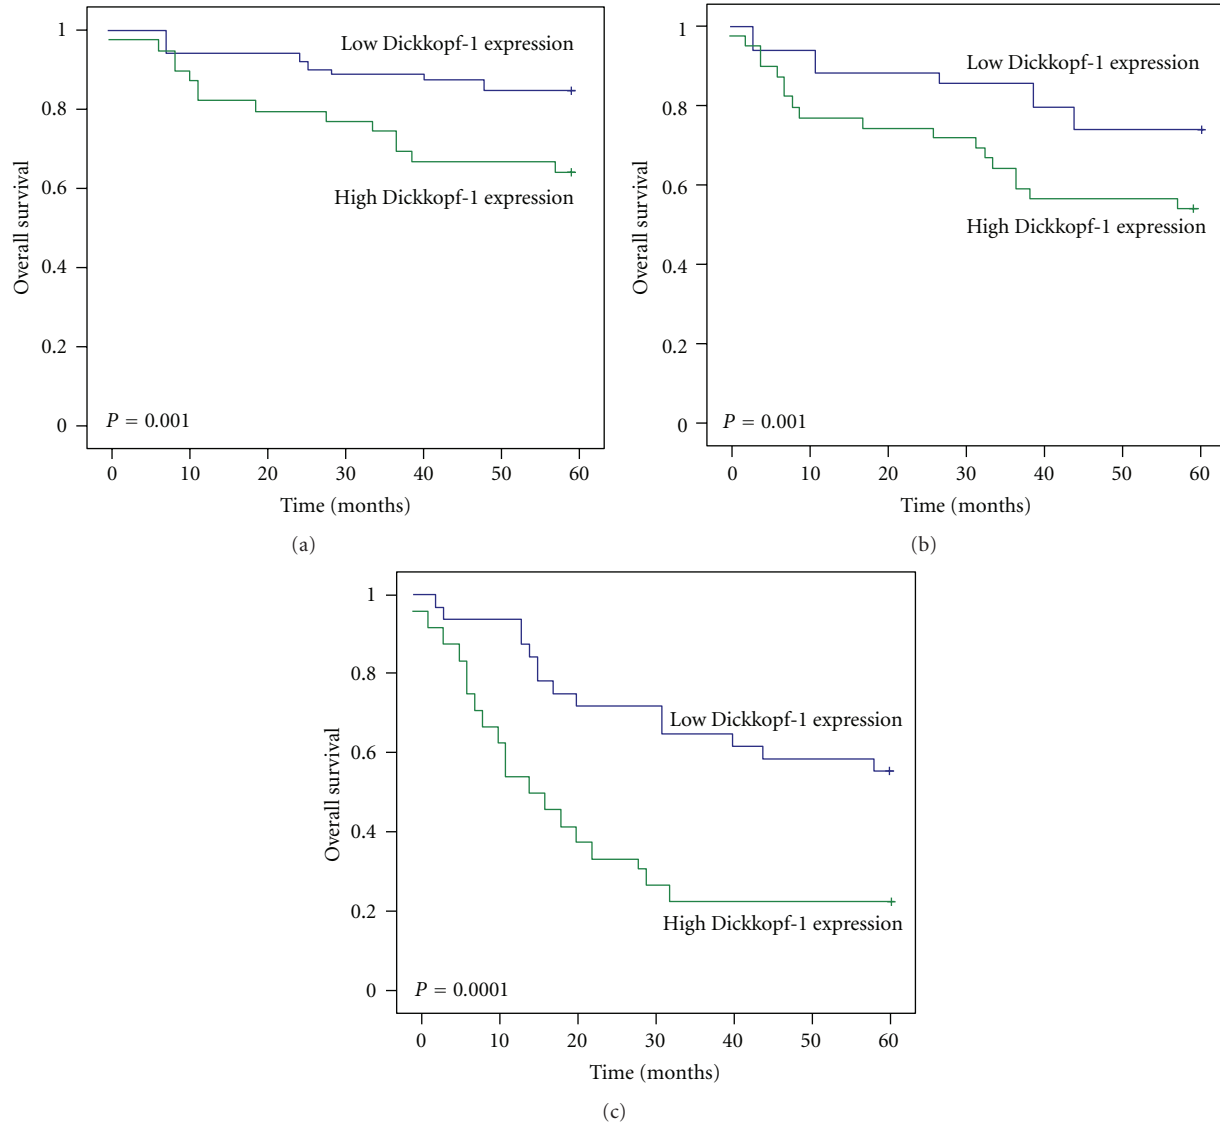 1
0.8
0.6
0.4
0.2
0
Overall survival
Low Dickkopf-1 expression
High Dickkopf-1 expression
P = 0.001
0 10 20 30 40 50 60
Time (months)
(a)
1
0.8
0.6
0.4
0.2
0
Overall survival
Low Dickkopf-1 expression
High Dickkopf-1 expression
P = 0.001
0 10 20 30 40 50 60
Time (months)
(b)
1
0.8
0.6
0.4
0.2
0
Overall survival
Low Dickkopf-1 expression
High Dickkopf-1 expression
P = 0.0001
0 10 20 30 40 50 60
Time (months)
(c)